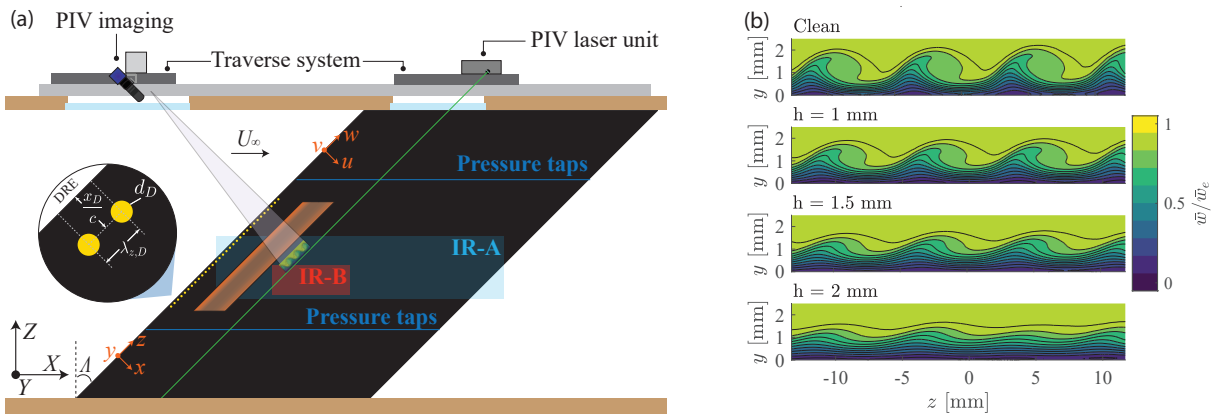 (a)
PIV imaging
Traverse system
PIV laser unit
U∞
v
w
u
Pressure taps
DRE
x_D
c
d_D
λ_{z,D}
IR-A
IR-B
Pressure taps
Z
X
Y
Λ
y
z
x
(b)
Clean
y [mm]
2
1
0
h = 1 mm
y [mm]
2
1
0
h = 1.5 mm
y [mm]
2
1
0
h = 2 mm
y [mm]
2
1
0
-10 -5 0 5 10
z [mm]
1
0.5
0
w̄/w̄_e